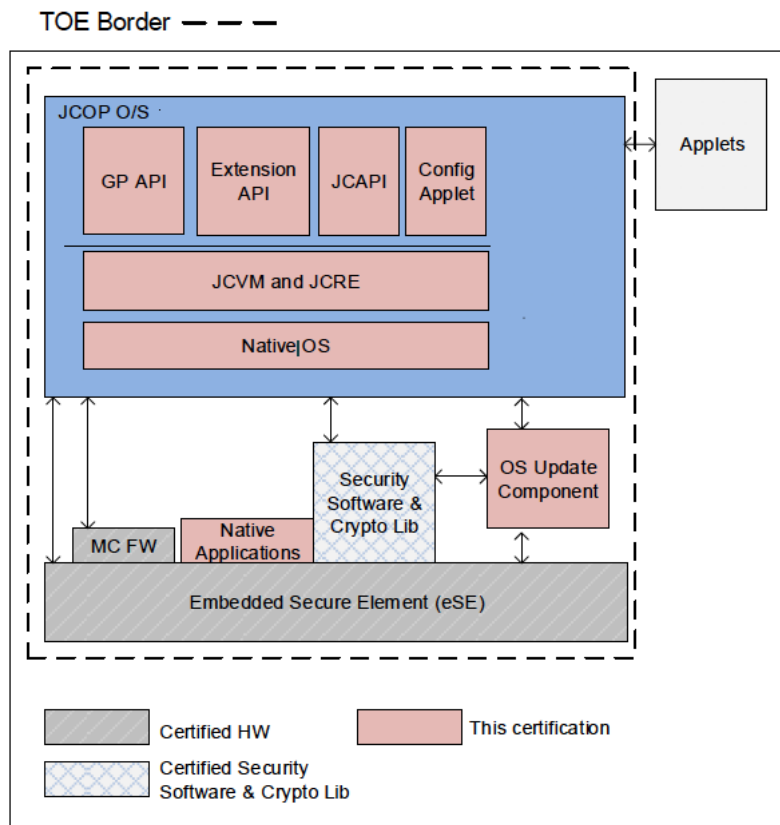 TOE Border
JCOP O/S
GP API
Extension
API
JCAPI
Config
Applet
Applets
JCVM and JCRE
Native|OS
Security
Software &
Crypto Lib
OS Update
Component
MC FW
Native
Applications
Embedded Secure Element (eSE)
Certified HW
This certification
Certified Security
Software & Crypto Lib